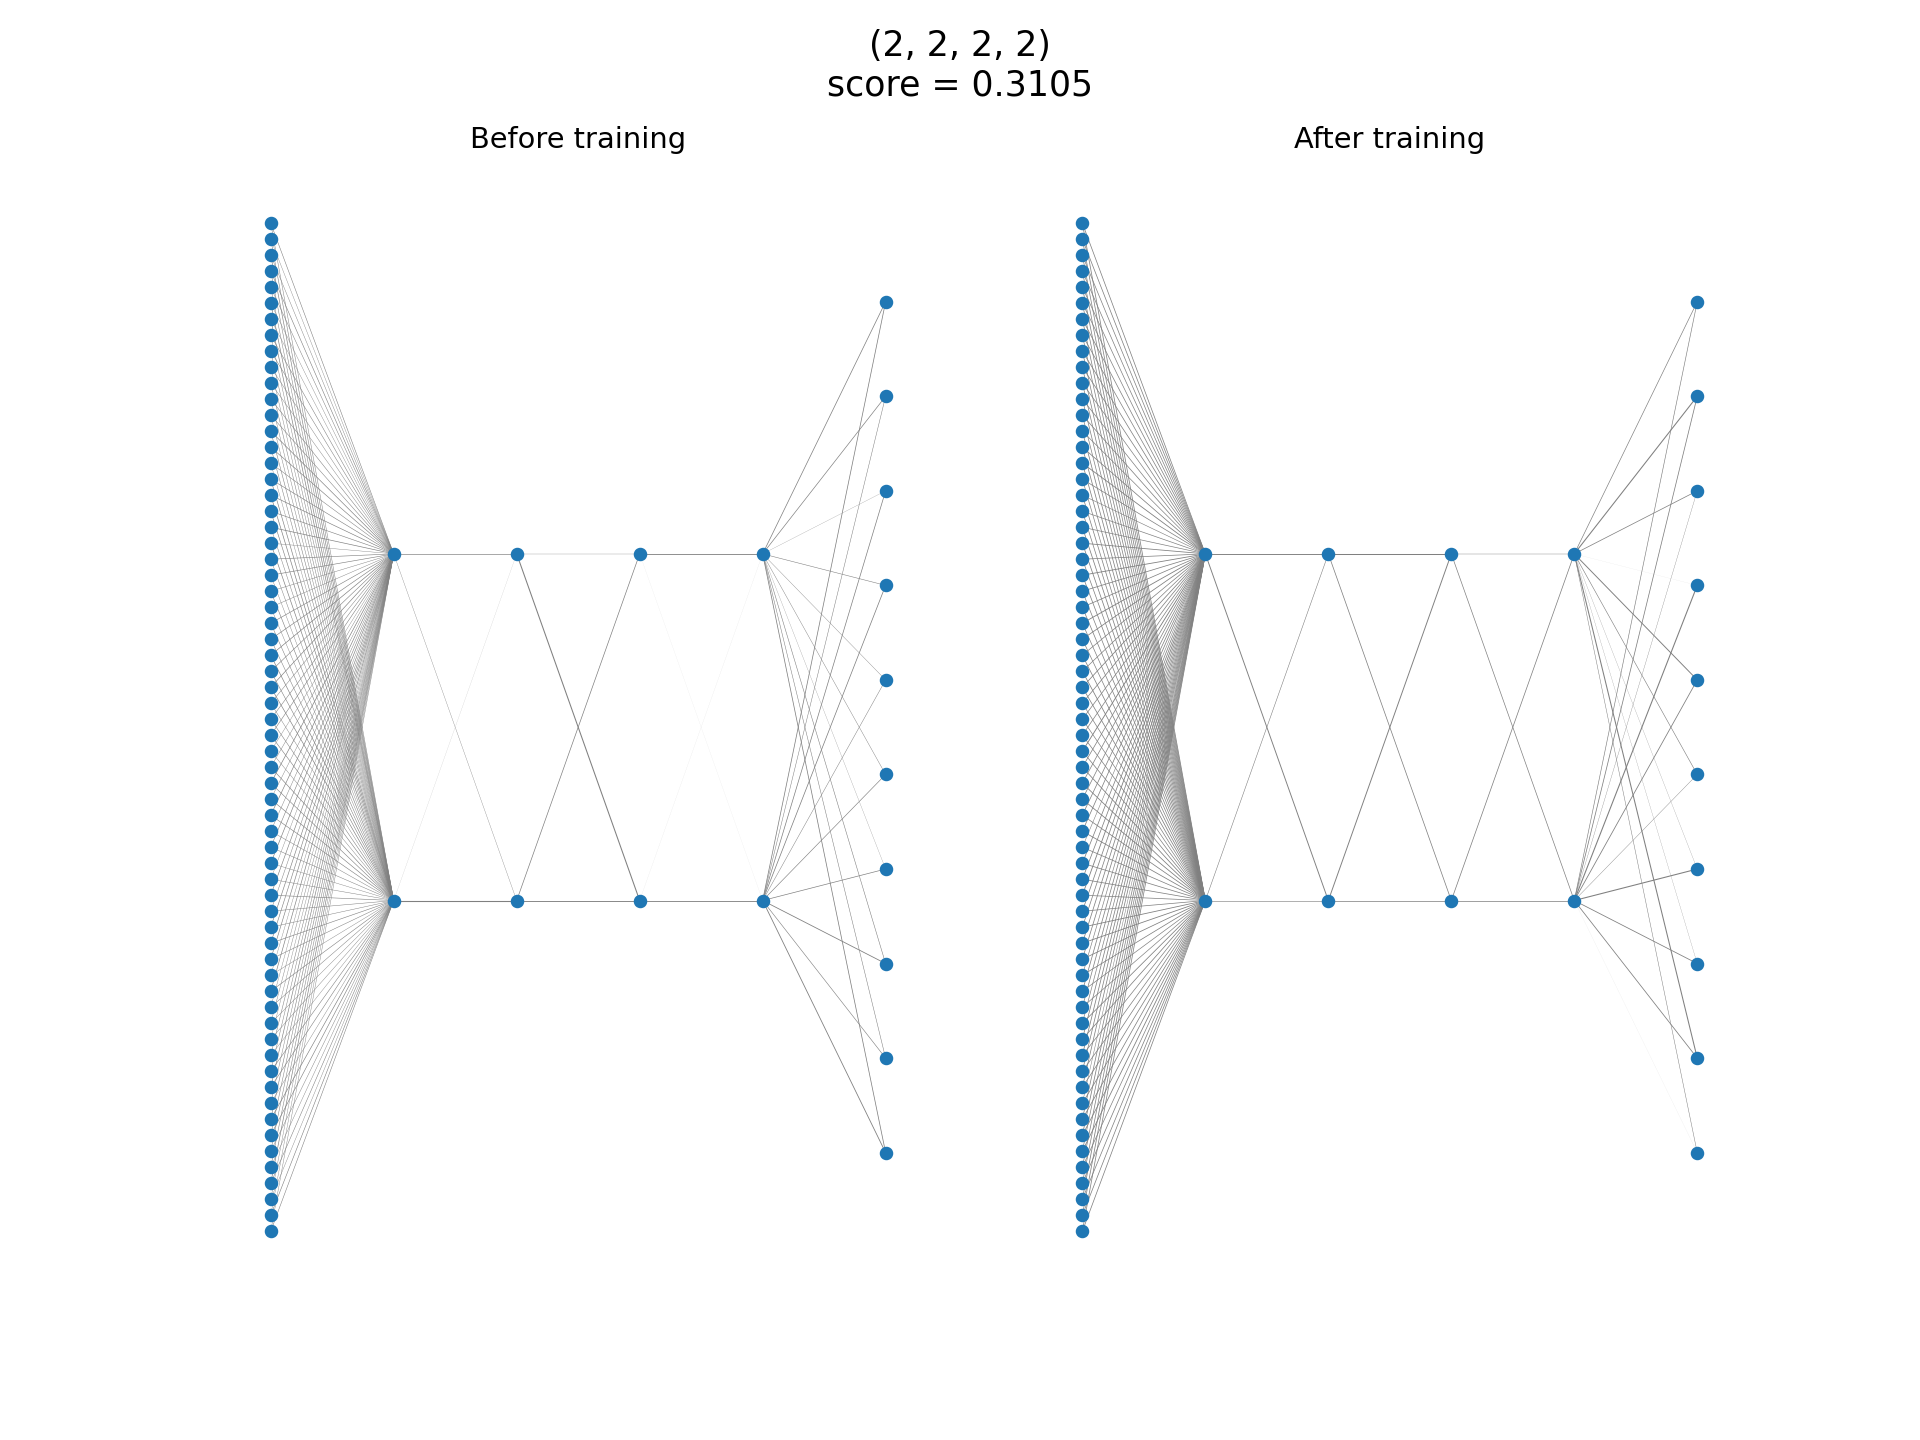 (2, 2, 2, 2)
score = 0.3105
Before training
After training